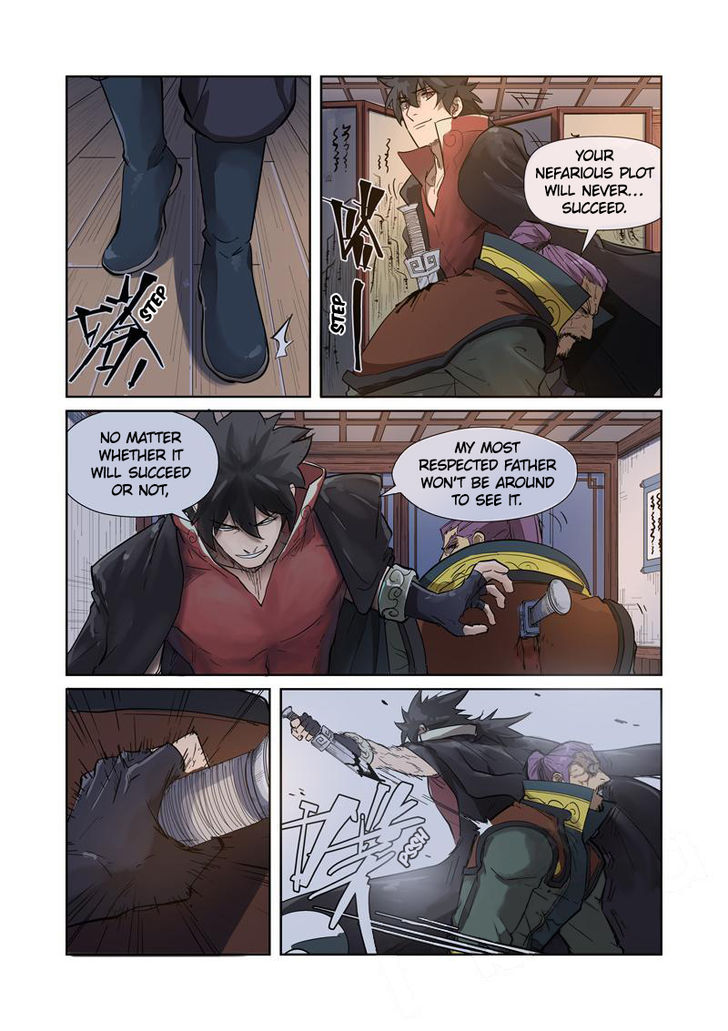 YOUR
NEFARIOUS PLOT
WILL NEVER...
SUCCEED.
STEP
STEP
NO MATTER
WHETHER IT
WILL SUCCEED
OR NOT,
MY MOST
RESPECTED FATHER
WON'T BE AROUND
TO SEE IT.
PSCH